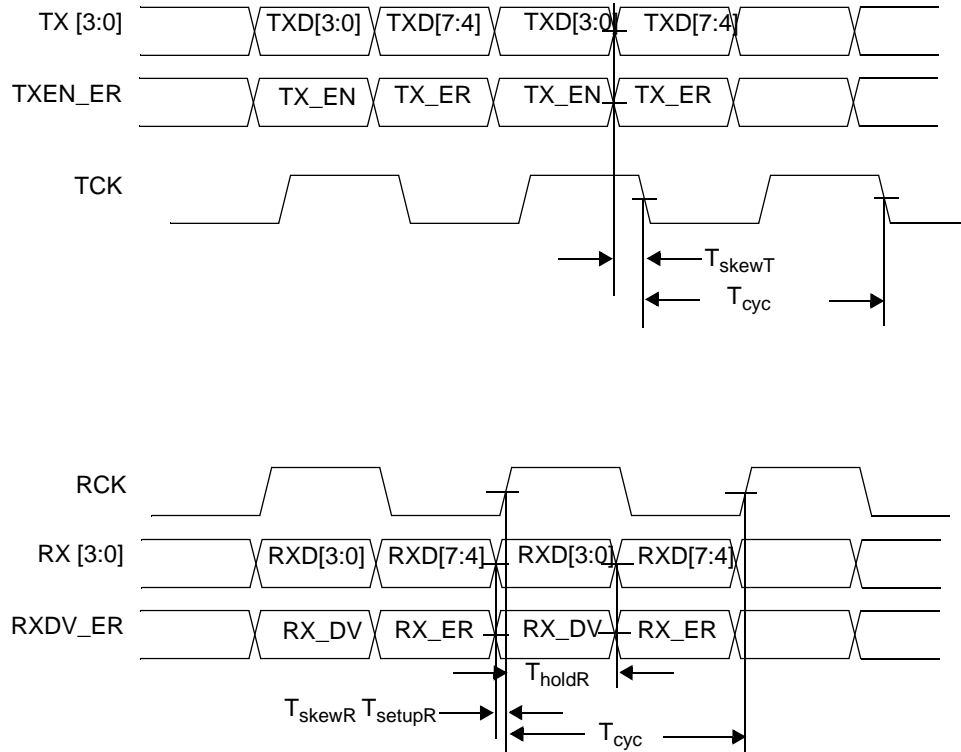 TX [3:0] TXD[3:0] TXD[7:4] TXD[3:0] TXD[7:4]
TXEN_ER TX_EN TX_ER TX_EN TX_ER
TCK
TskewT
Tcyc
RCK
RX [3:0] RXD[3:0] RXD[7:4] RXD[3:0] RXD[7:4]
RXDV_ER RX_DV RX_ER RX_DV RX_ER
TholdR
TskewR TsetupR
Tcyc